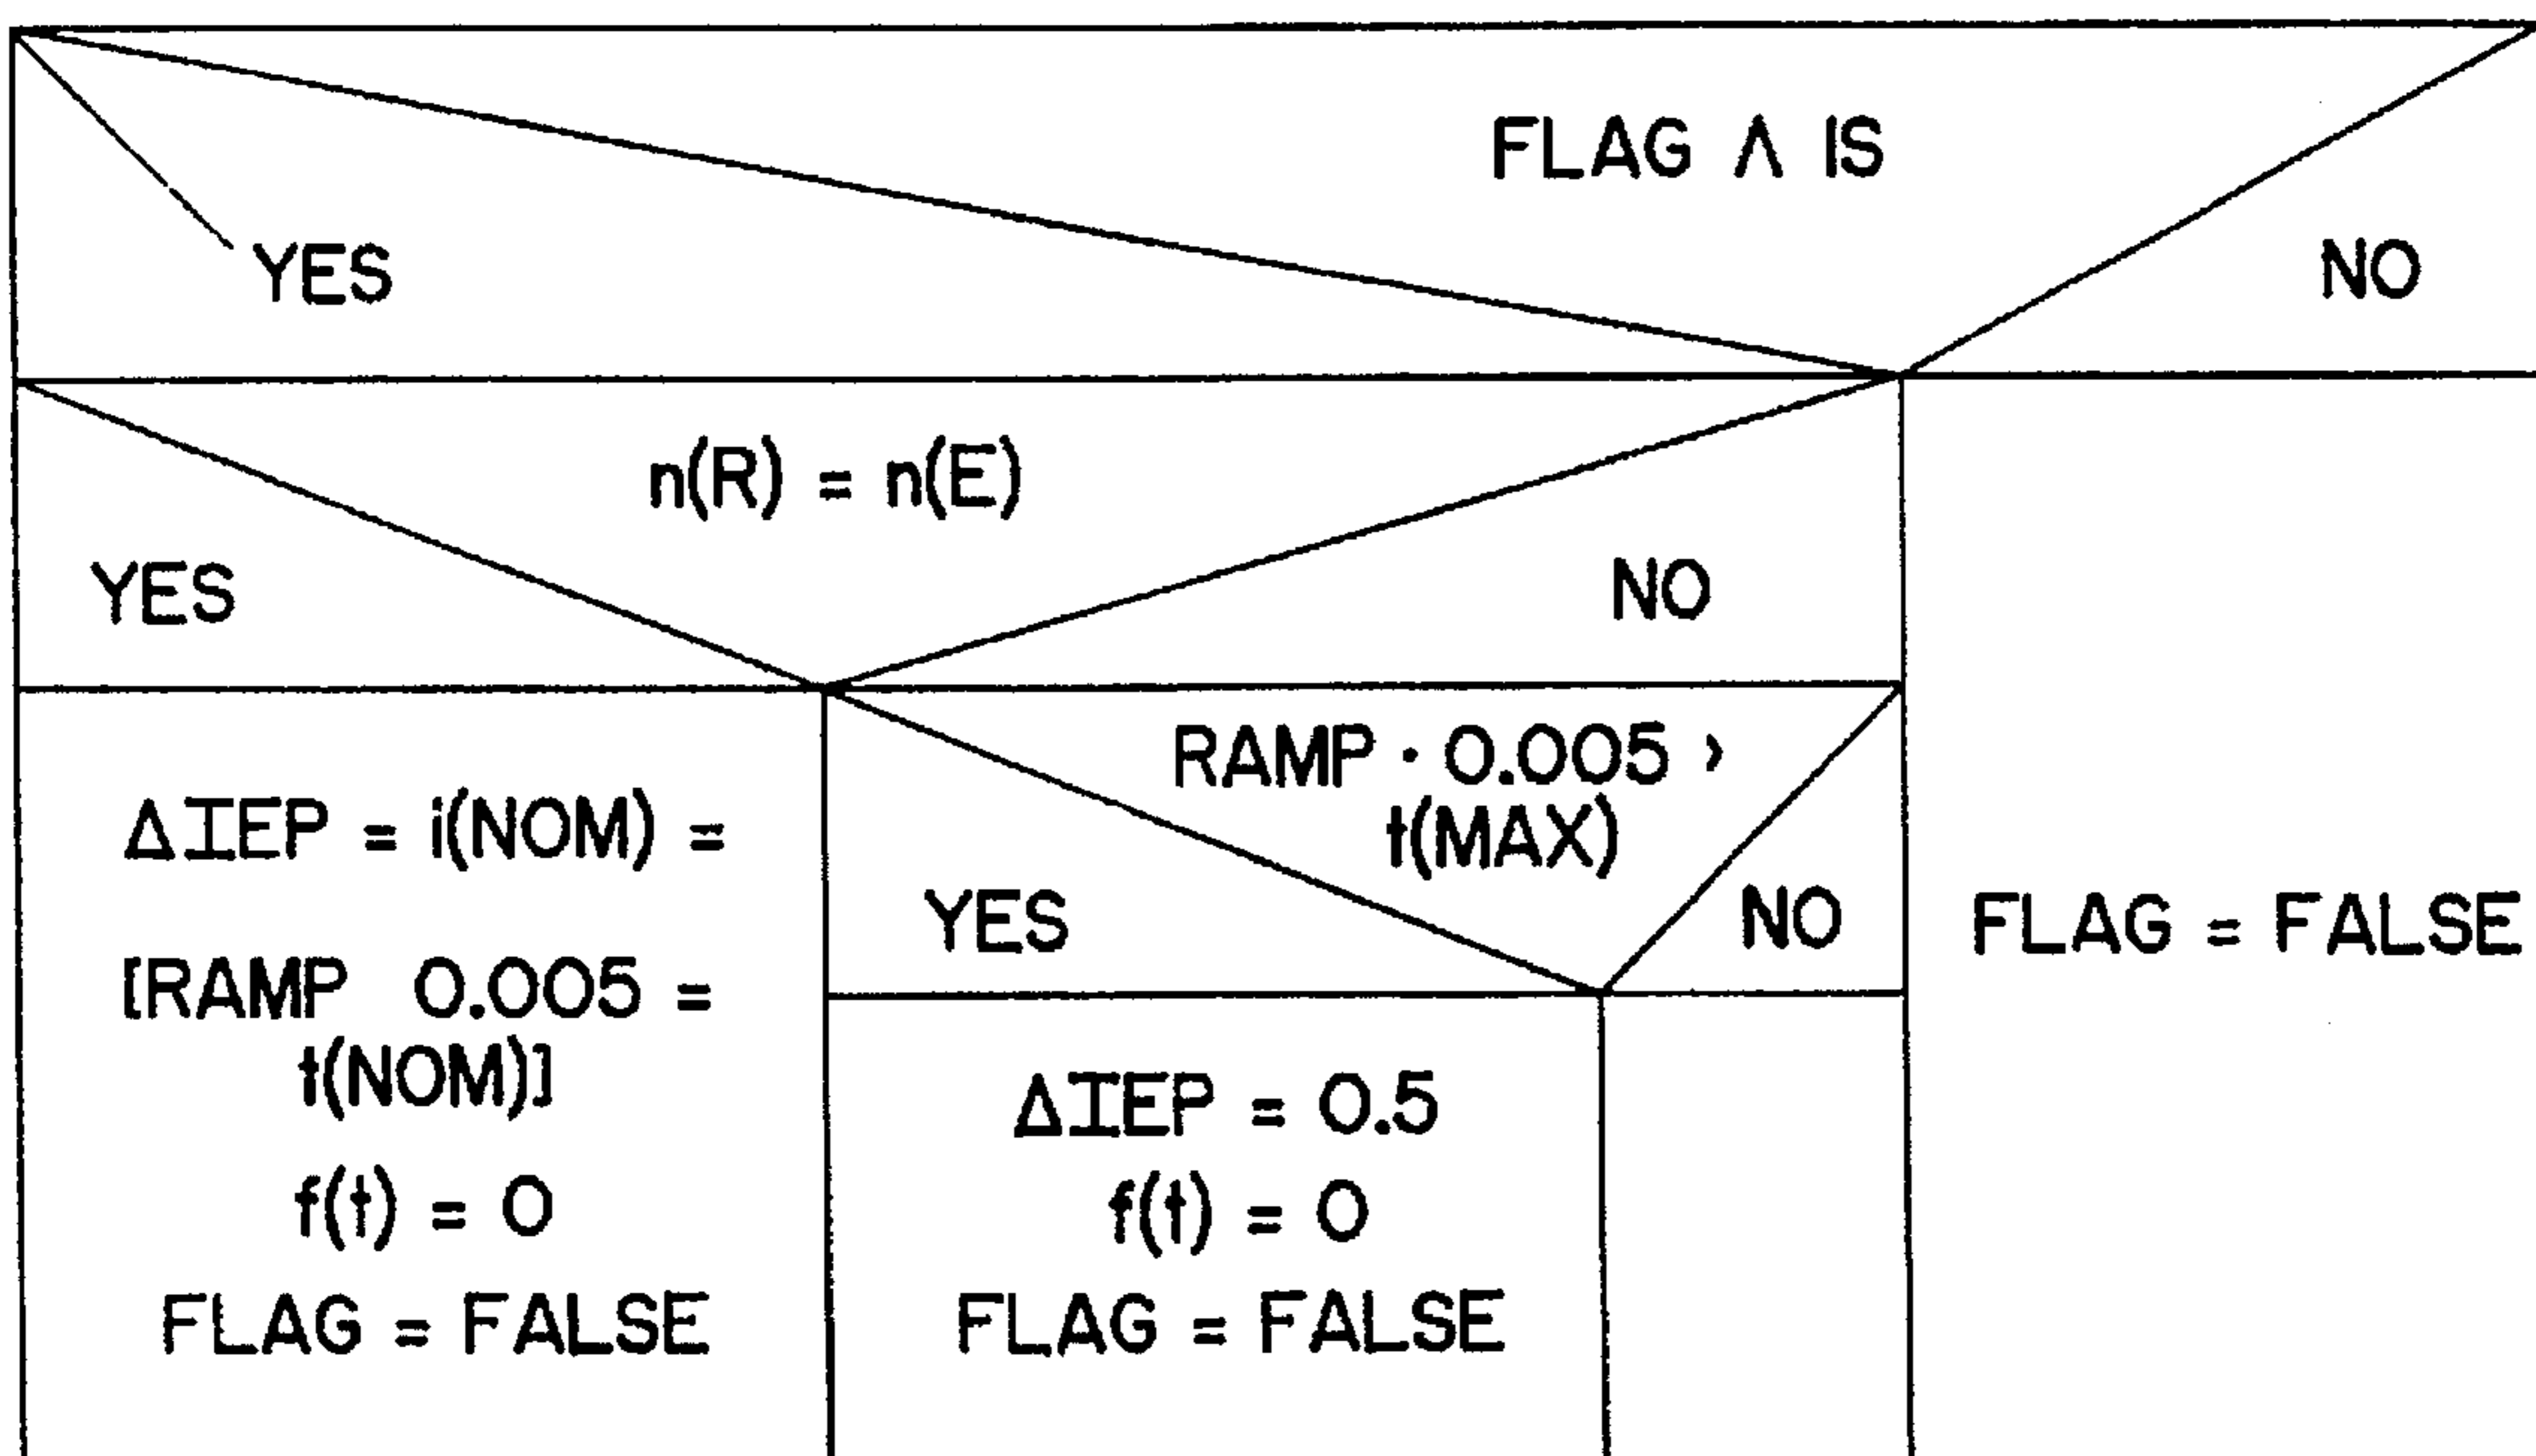 FLAG Λ IS
YES
NO
n(R) = n(E)
YES
NO
RAMP · 0.005 >
t(MAX)
YES
NO
ΔIEP = i(NOM) =
[RAMP 0.005 =
t(NOM)]
f(t) = 0
FLAG = FALSE
ΔIEP = 0.5
f(t) = 0
FLAG = FALSE
FLAG = FALSE